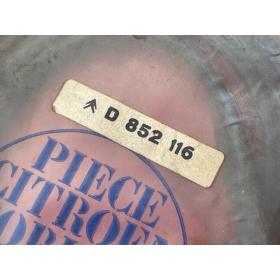 D 852 116
PIECE
CITROEN